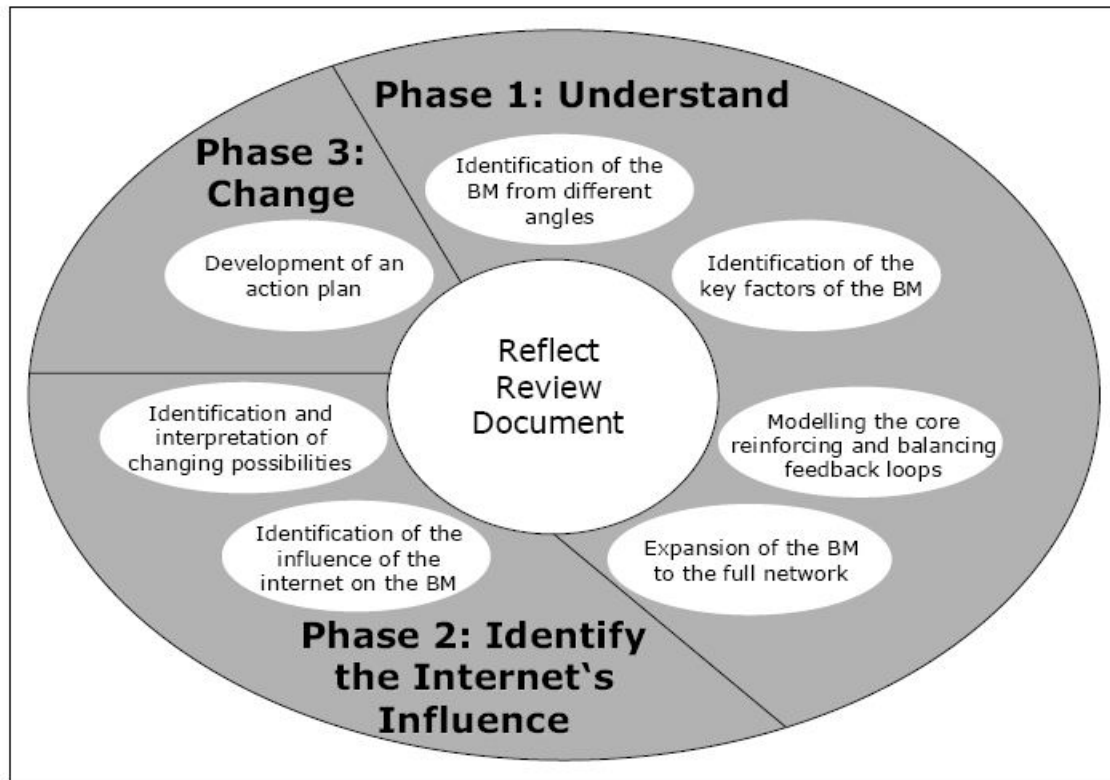 Phase 1: Understand
Identification of the
BM from different
angles
Identification of the
key factors of the BM
Modelling the core
reinforcing and balancing
feedback loops
Expansion of the BM
to the full network
Phase 2: Identify
the Internet‘s
Influence
Identification of the
influence of the
internet on the BM
Identification and
interpretation of
changing possibilities
Phase 3:
Change
Development of an
action plan
Reflect
Review
Document